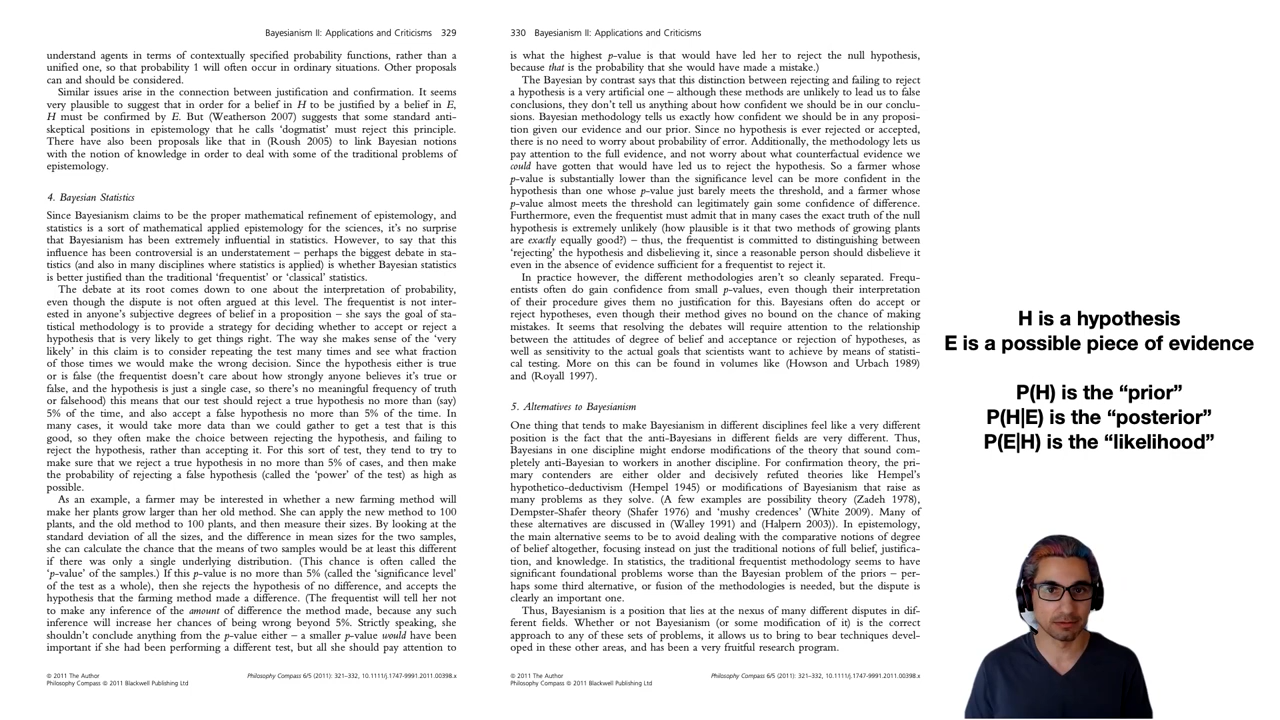 Bayesianism II: Applications and Criticisms 329
understand agents in terms of contextually specified probability functions, rather than a
unified one, so that probability 1 will often occur in ordinary situations. Other proposals
can and should be considered.
Similar issues arise in the connection between justification and confirmation. It seems
very plausible to suggest that in order for a belief in H to be justified by a belief in E,
H must be confirmed by E. But (Weatherson 2007) suggests that some standard anti-
skeptical positions in epistemology that he calls ‘dogmatist’ must reject this principle.
There have also been proposals like that in (Roush 2005) to link Bayesian notions
with the notion of knowledge in order to deal with some of the traditional problems of
epistemology.
4. Bayesian Statistics
Since Bayesianism claims to be the proper mathematical refinement of epistemology, and
statistics is a sort of mathematical applied epistemology for the sciences, it’s no surprise
that Bayesianism has been extremely influential in statistics. However, to say that this
influence has been controversial is an understatement – perhaps the biggest debate in sta-
tistics (and also in many disciplines where statistics is applied) is whether Bayesian statistics
is better justified than the traditional ‘frequentist’ or ‘classical’ statistics.
The debate at its root comes down to one about the interpretation of probability,
even though the dispute is not often argued at this level. The frequentist is not inter-
ested in anyone’s subjective degrees of belief in a proposition – she says the goal of sta-
tistical methodology is to provide a strategy for deciding whether to accept or reject a
hypothesis that is very likely to get things right. The way she makes sense of the ‘very
likely’ in this claim is to consider repeating the test many times and see what fraction
of those times we would make the wrong decision. Since the hypothesis either is true
or is false (the frequentist doesn’t care about how strongly anyone believes it’s true or
false, and the hypothesis is just a single case, so there’s no meaningful frequency of truth
or falsehood) this means that our test should reject a true hypothesis no more than (say)
5% of the time, and also accept a false hypothesis no more than 5% of the time. In
many cases, it would take more data than we could gather to get a test that is this
good, so they often make the choice between rejecting the hypothesis, and failing to
reject the hypothesis, rather than accepting it. For this sort of test, they tend to try to
make sure that we reject a true hypothesis in no more than 5% of cases, and then make
the probability of rejecting a false hypothesis (called the ‘power’ of the test) as high as
possible.
As an example, a farmer may be interested in whether a new farming method will
make her plants grow larger than her old method. She can apply the new method to 100
plants, and the old method to 100 plants, and then measure their sizes. By looking at the
standard deviation of all the sizes, and the difference in mean sizes for the two samples,
she can calculate the chance that the means of two samples would be at least this different
if there was only a single underlying distribution. (This chance is often called the
‘p-value’ of the samples.) If this p-value is no more than 5% (called the ‘significance level’
of the test as a whole), then she rejects the hypothesis of no difference, and accepts the
hypothesis that the farming method made a difference. (The frequentist will tell her not
to make any inference of the amount of difference the method made, because any such
inference will increase her chances of being wrong beyond 5%. Strictly speaking, she
shouldn’t conclude anything from the p-value either – a smaller p-value would have been
important if she had been performing a different test, but all she should pay attention to
© 2011 The Author
Philosophy Compass © 2011 Blackwell Publishing Ltd
Philosophy Compass 6/5 (2011): 321–332, 10.1111/j.1747-9991.2011.00398.x
330 Bayesianism II: Applications and Criticisms
is what the highest p-value is that would have led her to reject the null hypothesis,
because that is the probability that she would have made a mistake.)
The Bayesian by contrast says that this distinction between rejecting and failing to reject
a hypothesis is a very artificial one – although these methods are unlikely to lead us to false
conclusions, they don’t tell us anything about how confident we should be in our conclu-
sions. Bayesian methodology tells us exactly how confident we should be in any proposi-
tion given our evidence and our prior. Since no hypothesis is ever rejected or accepted,
there is no need to worry about probability of error. Additionally, the methodology lets us
pay attention to the full evidence, and not worry about what counterfactual evidence we
could have gotten that would have led us to reject the hypothesis. So a farmer whose
p-value is substantially lower than the significance level can be more confident in the
hypothesis than one whose p-value just barely meets the threshold, and a farmer whose
p-value almost meets the threshold can legitimately gain some confidence of difference.
Furthermore, even the frequentist must admit that in many cases the exact truth of the null
hypothesis is extremely unlikely (how plausible is it that two methods of growing plants
are exactly equally good?) – thus, the frequentist is committed to distinguishing between
‘rejecting’ the hypothesis and disbelieving it, since a reasonable person should disbelieve it
even in the absence of evidence sufficient for a frequentist to reject it.
In practice however, the different methodologies aren’t so cleanly separated. Frequ-
entists often do gain confidence from small p-values, even though their interpretation
of their procedure gives them no justification for this. Bayesians often do accept or
reject hypotheses, even though their method gives no bound on the chance of making
mistakes. It seems that resolving the debates will require attention to the relationship
between the attitudes of degree of belief and acceptance or rejection of hypotheses, as
well as sensitivity to the actual goals that scientists want to achieve by means of statisti-
cal testing. More on this can be found in volumes like (Howson and Urbach 1989)
and (Royall 1997).
5. Alternatives to Bayesianism
One thing that tends to make Bayesianism in different disciplines feel like a very different
position is the fact that the anti-Bayesians in different fields are very different. Thus,
Bayesians in one discipline might endorse modifications of the theory that sound com-
pletely anti-Bayesian to workers in another discipline. For confirmation theory, the pri-
mary contenders are either older and decisively refuted theories like Hempel’s
hypothetico-deductivism (Hempel 1945) or modifications of Bayesianism that raise as
many problems as they solve. (A few examples are possibility theory (Zadeh 1978),
Dempster-Shafer theory (Shafer 1976) and ‘mushy credences’ (White 2009). Many of
these alternatives are discussed in (Walley 1991) and (Halpern 2003)). In epistemology,
the main alternative seems to be to avoid dealing with the comparative notions of degree
of belief altogether, focusing instead on just the traditional notions of full belief, justifica-
tion, and knowledge. In statistics, the traditional frequentist methodology seems to have
significant foundational problems worse than the Bayesian problem of the priors – per-
haps some third alternative, or fusion of the methodologies is needed, but the dispute is
clearly an important one.
Thus, Bayesianism is a position that lies at the nexus of many different disputes in dif-
ferent fields. Whether or not Bayesianism (or some modification of it) is the correct
approach to any of these sets of problems, it allows us to bring to bear techniques devel-
oped in these other areas, and has been a very fruitful research program.
© 2011 The Author
Philosophy Compass © 2011 Blackwell Publishing Ltd
Philosophy Compass 6/5 (2011): 321–332, 10.1111/j.1747-9991.2011.00398.x
H is a hypothesis
E is a possible piece of evidence
P(H) is the “prior”
P(H|E) is the “posterior”
P(E|H) is the “likelihood”